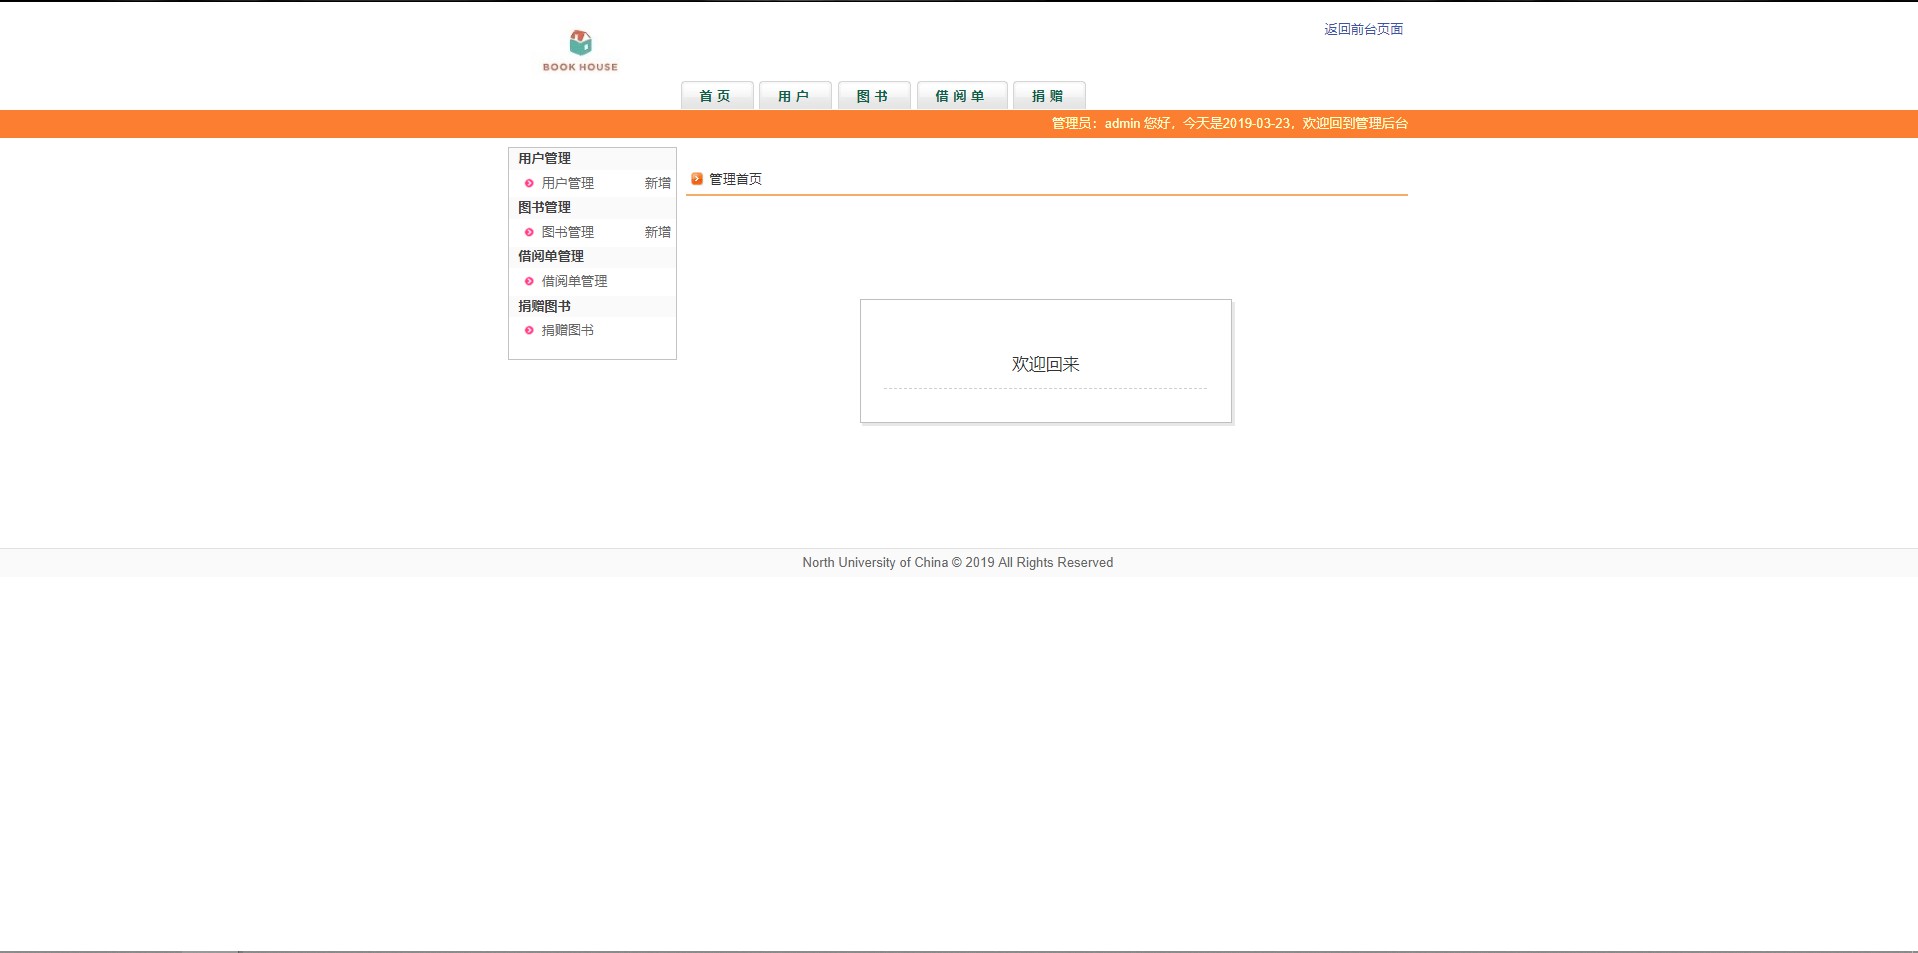 返回前台页面
BOOK HOUSE
首页 用户 图书 借阅单 捐赠
管理员：admin 您好，今天是2019-03-23，欢迎回到管理后台
用户管理
用户管理 新增
图书管理
图书管理 新增
借阅单管理
借阅单管理
捐赠图书
捐赠图书
管理首页
欢迎回来
North University of China © 2019 All Rights Reserved